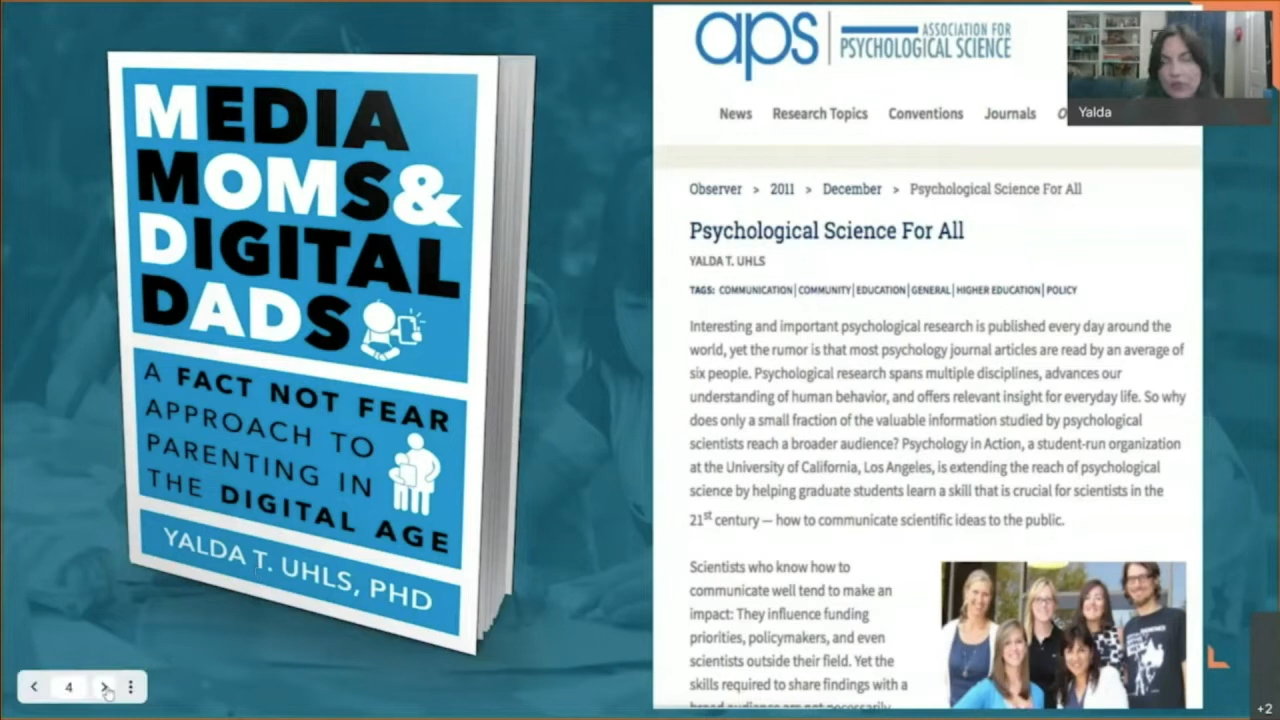 MEDIA
MOMS&
DIGITAL
DADS
A FACT NOT FEAR
APPROACH TO
PARENTING IN
THE DIGITAL AGE
YALDA T. UHLS, PHD
4
aps
ASSOCIATION FOR
PSYCHOLOGICAL SCIENCE
News Research Topics Conventions Journals O
Yalda
Observer > 2011 > December > Psychological Science For All
Psychological Science For All
YALDA T. UHLS
TAGS: COMMUNICATION | COMMUNITY | EDUCATION | GENERAL | HIGHER EDUCATION | POLICY
Interesting and important psychological research is published every day around the
world, yet the rumor is that most psychology journal articles are read by an average of
six people. Psychological research spans multiple disciplines, advances our
understanding of human behavior, and offers relevant insight for everyday life. So why
does only a small fraction of the valuable information studied by psychological
scientists reach a broader audience? Psychology in Action, a student-run organization
at the University of California, Los Angeles, is extending the reach of psychological
science by helping graduate students learn a skill that is crucial for scientists in the
21st century — how to communicate scientific ideas to the public.
Scientists who know how to
communicate well tend to make an
impact: They influence funding
priorities, policymakers, and even
scientists outside their field. Yet the
skills required to share findings with a
+2